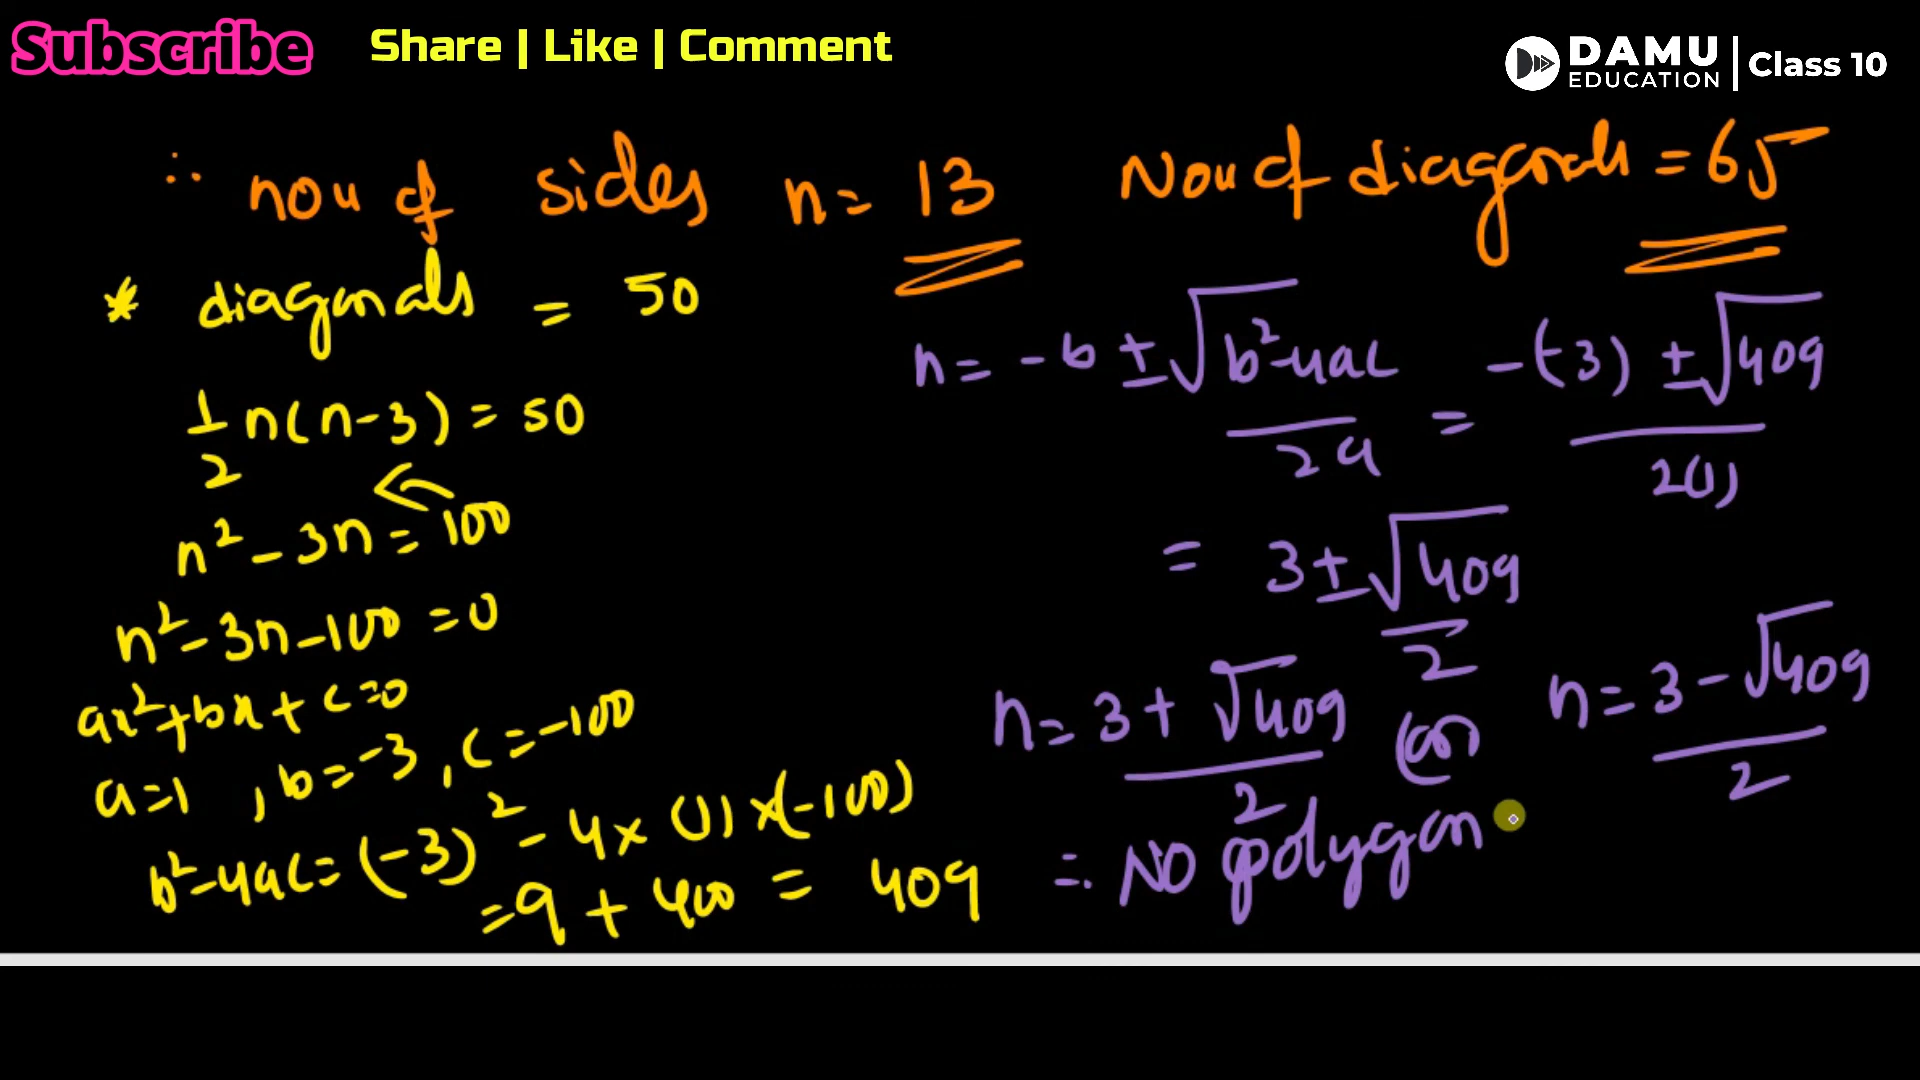 Subscribe Share | Like | Comment
DAMU EDUCATION | Class 10
∴ no u of sides n = 13 No u of diagonals = 65
* diagonals = 50
1/2 n(n-3) = 50
n² - 3n = 100
n² - 3n - 100 = 0
ax² + bx + c = 0
a = 1, b = -3, c = -100
b² - 4ac = (-3)² - 4 × (1) × (-100)
= 9 + 400 = 409
n = -b ± √b² - 4ac / 2a = -(-3) ± √409 / 2(1)
= 3 ± √409 / 2
n = 3 + √409 / 2 (or) n = 3 - √409 / 2
∴ NO polygon